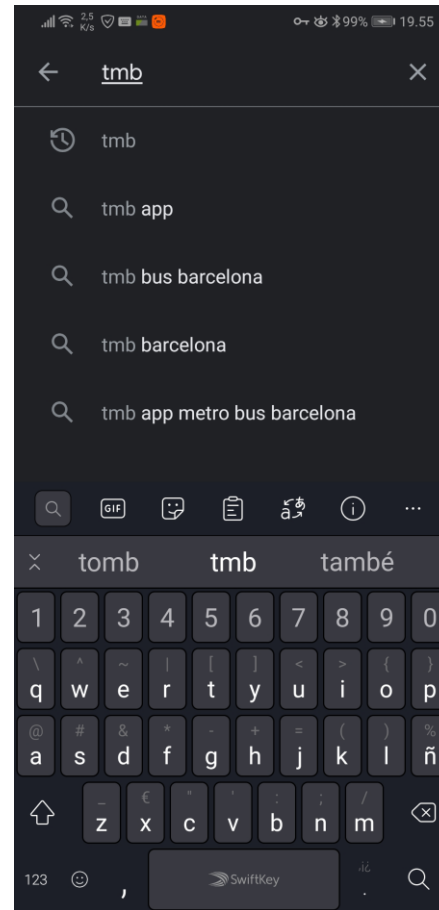 2,5 K/s 99% 19.55
tmb
tmb
tmb app
tmb bus barcelona
tmb barcelona
tmb app metro bus barcelona
GIF
tomb tmb també
1 2 3 4 5 6 7 8 9 0
\ ^ ~ | [ ] < > { }
q w e r t y u i o p
@ # & * - + = ( ) %
a s d f g h j k l ñ
_ € " ' : ; /
z x c v b n m
123 , SwiftKey .